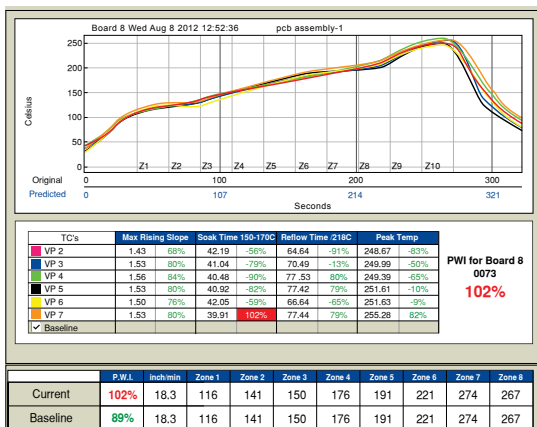 Board 8 Wed Aug 8 2012 12:52:36 pcb assembly-1
Celsius
250
200
150
100
50
0
Z1 Z2 Z3 Z4 Z5 Z6 Z7 Z8 Z9 Z10
Original 0 100 200 300
Predicted 0 107 214 321
Seconds
TC's Max Rising Slope Soak Time 150-170C Reflow Time /218C Peak Temp
VP 2 1.43 68% 42.19 -56% 64.64 -91% 248.67 -83%
VP 3 1.53 80% 41.04 -79% 70.49 -13% 249.99 -50%
VP 4 1.56 84% 40.48 -90% 77 .53 80% 249.39 -65%
VP 5 1.53 80% 40.92 -82% 77.42 79% 251.61 -10%
VP 6 1.50 76% 42.05 -59% 66.64 -65% 251.63 -9%
VP 7 1.53 80% 39.91 102% 77.44 79% 255.28 82%
Baseline
PWI for Board 8
0073
102%
P.W.I. inch/min Zone 1 Zone 2 Zone 3 Zone 4 Zone 5 Zone 6 Zone 7 Zone 8
Current 102% 18.3 116 141 150 176 191 221 274 267
Baseline 89% 18.3 116 141 150 176 191 221 274 267